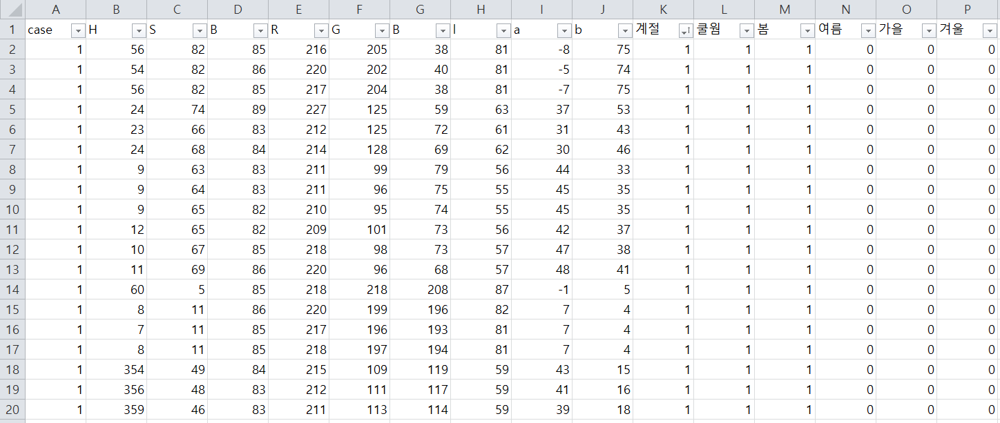 A B C D E F G H I J K L M N O P
1 case H S B R G B l a b 계절 쿨웜 봄 여름 가을 겨울
2 1 56 82 85 216 205 38 81 -8 75 1 1 1 0 0 0
3 1 54 82 86 220 202 40 81 -5 74 1 1 1 0 0 0
4 1 56 82 85 217 204 38 81 -7 75 1 1 1 0 0 0
5 1 24 74 89 227 125 59 63 37 53 1 1 1 0 0 0
6 1 23 66 83 212 125 72 61 31 43 1 1 1 0 0 0
7 1 24 68 84 214 128 69 62 30 46 1 1 1 0 0 0
8 1 9 63 83 211 99 79 56 44 33 1 1 1 0 0 0
9 1 9 64 83 211 96 75 55 45 35 1 1 1 0 0 0
10 1 9 65 82 210 95 74 55 45 35 1 1 1 0 0 0
11 1 12 65 82 209 101 73 56 42 37 1 1 1 0 0 0
12 1 10 67 85 218 98 73 57 47 38 1 1 1 0 0 0
13 1 11 69 86 220 96 68 57 48 41 1 1 1 0 0 0
14 1 60 5 85 218 218 208 87 -1 5 1 1 1 0 0 0
15 1 8 11 86 220 199 196 82 7 4 1 1 1 0 0 0
16 1 7 11 85 217 196 193 81 7 4 1 1 1 0 0 0
17 1 8 11 85 218 197 194 81 7 4 1 1 1 0 0 0
18 1 354 49 84 215 109 119 59 43 15 1 1 1 0 0 0
19 1 356 48 83 212 111 117 59 41 16 1 1 1 0 0 0
20 1 359 46 83 211 113 114 59 39 18 1 1 1 0 0 0